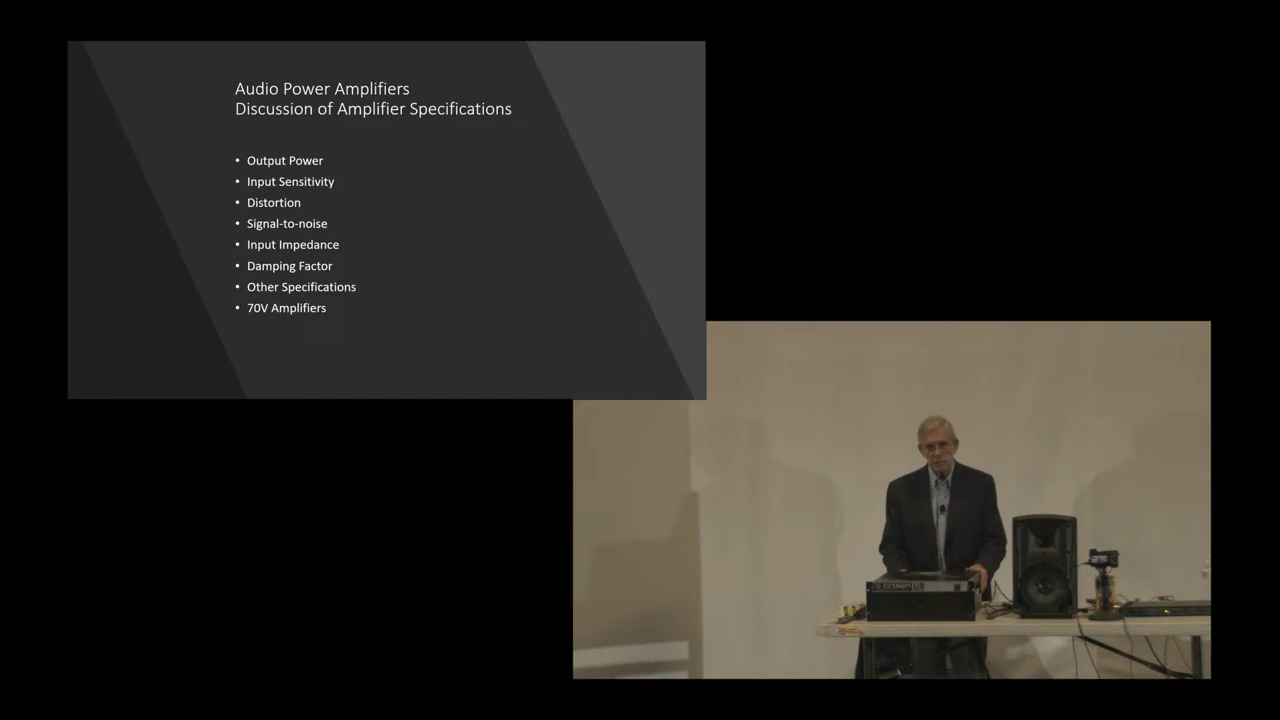 Audio Power Amplifiers
Discussion of Amplifier Specifications
• Output Power
• Input Sensitivity
• Distortion
• Signal-to-noise
• Input Impedance
• Damping Factor
• Other Specifications
• 70V Amplifiers
crown